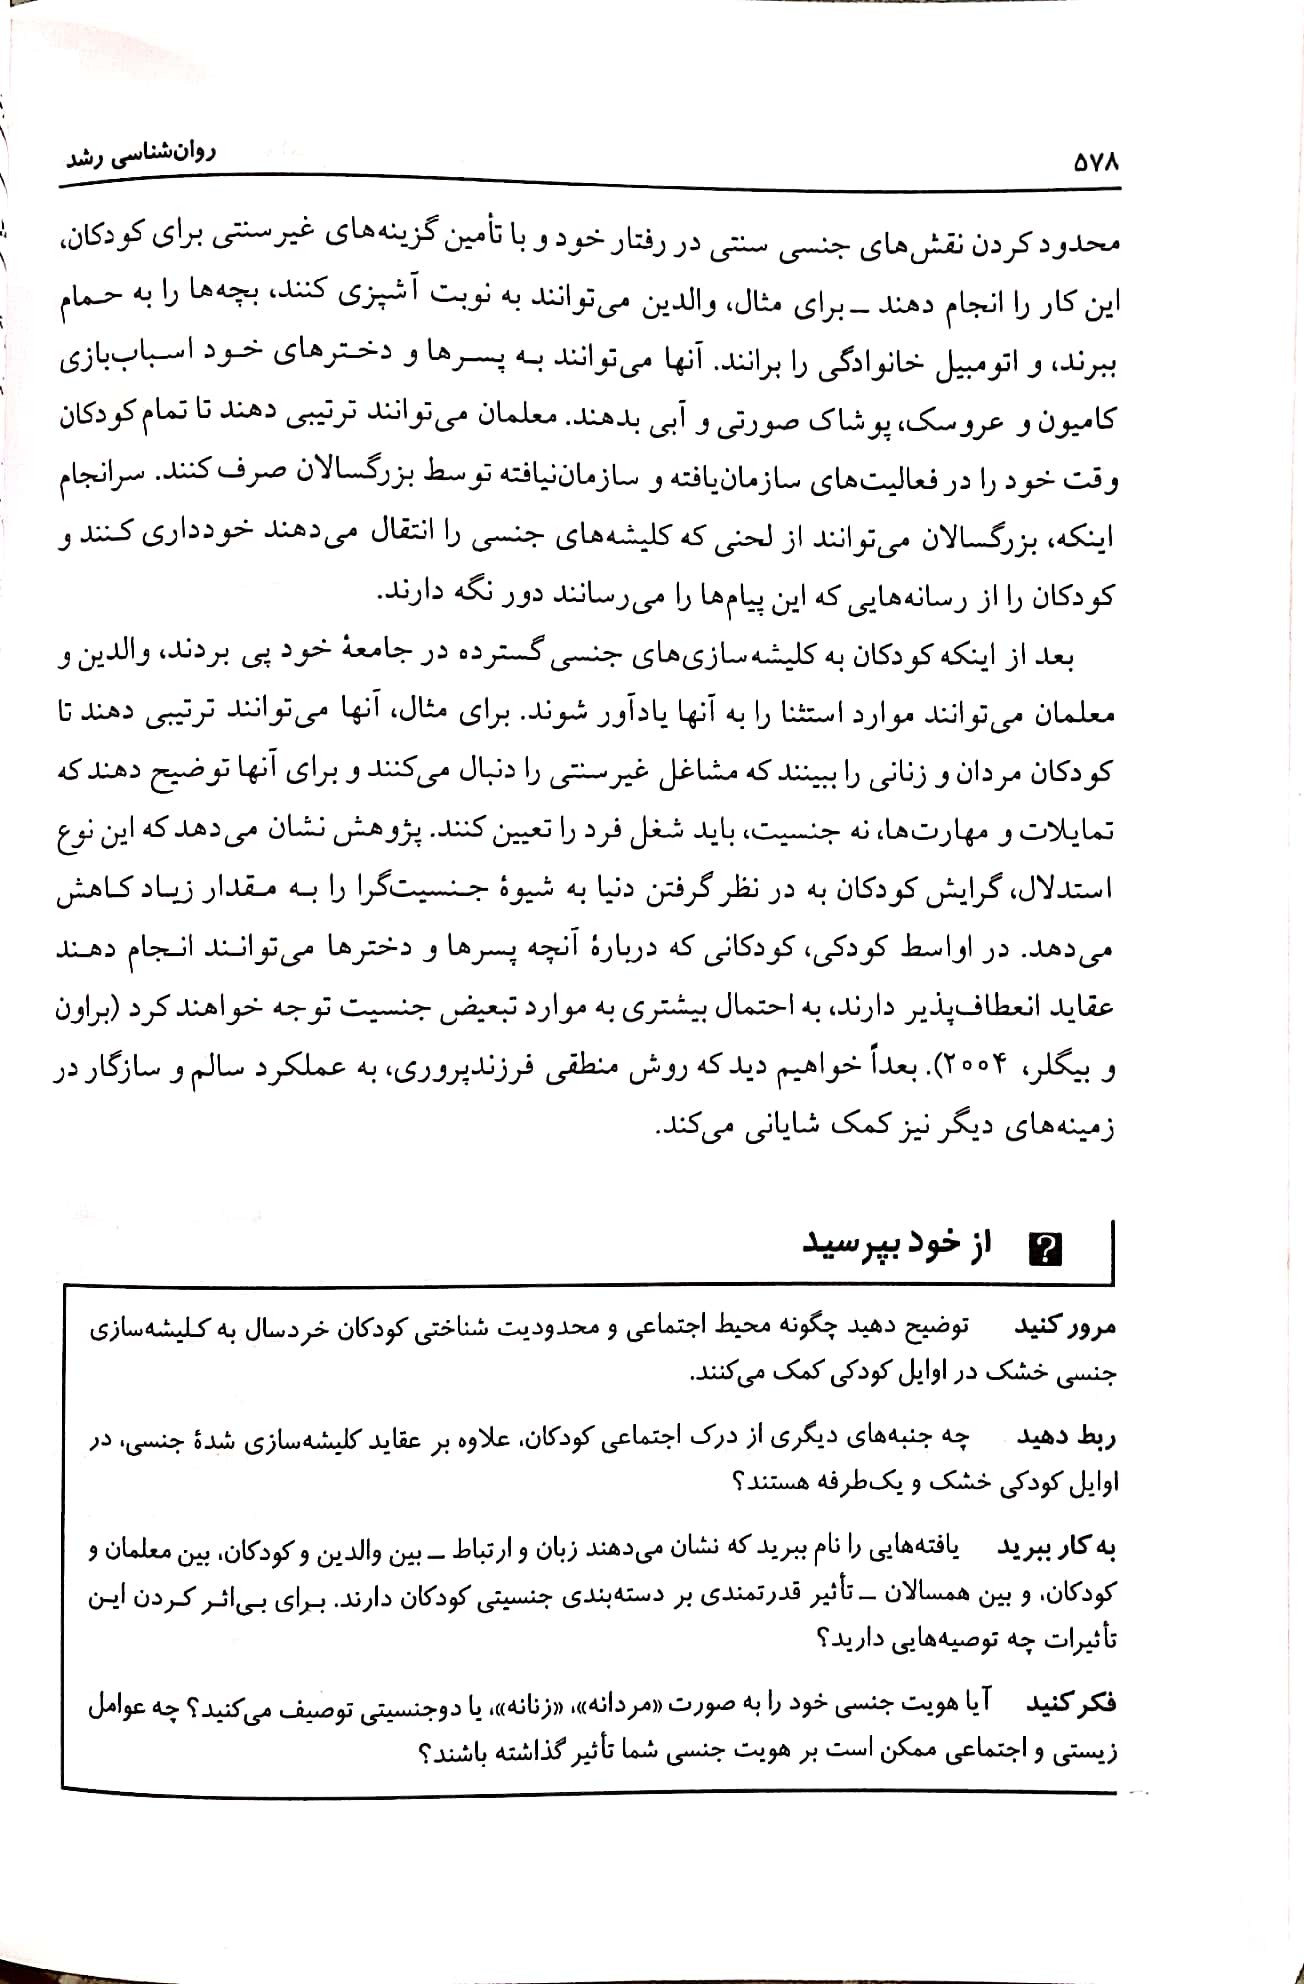 ۵۷۸
روان‌شناسی رشد
محدود کردن نقش‌های جنسی سنتی در رفتار خود و با تأمین گزینه‌های غیرسنتی برای کودکان،
این کار را انجام دهند ـ برای مثال، والدین می‌توانند به نوبت آشپزی کنند، بچه‌ها را به حمام
ببرند، و اتومبیل خانوادگی را برانند. آنها می‌توانند به پسرها و دخترهای خود اسباب‌بازی
کامیون و عروسک، پوشاک صورتی و آبی بدهند. معلمان می‌توانند ترتیبی دهند تا تمام کودکان
وقت خود را در فعالیت‌های سازمان‌یافته و سازمان‌نیافته توسط بزرگسالان صرف کنند. سرانجام
اینکه، بزرگسالان می‌توانند از لحنی که کلیشه‌های جنسی را انتقال می‌دهند خودداری کنند و
کودکان را از رسانه‌هایی که این پیام‌ها را می‌رسانند دور نگه دارند.
بعد از اینکه کودکان به کلیشه‌سازی‌های جنسی گسترده در جامعهٔ خود پی بردند، والدین و
معلمان می‌توانند موارد استثنا را به آنها یادآور شوند. برای مثال، آنها می‌توانند ترتیبی دهند تا
کودکان مردان و زنانی را ببینند که مشاغل غیرسنتی را دنبال می‌کنند و برای آنها توضیح دهند که
تمایلات و مهارت‌ها، نه جنسیت، باید شغل فرد را تعیین کنند. پژوهش نشان می‌دهد که این نوع
استدلال، گرایش کودکان به در نظر گرفتن دنیا به شیوهٔ جنسیت‌گرا را به مقدار زیاد کاهش
می‌دهد. در اواسط کودکی، کودکانی که دربارهٔ آنچه پسرها و دخترها می‌توانند انجام دهند
عقاید انعطاف‌پذیر دارند، به احتمال بیشتری به موارد تبعیض جنسیت توجه خواهند کرد (براون
و بیگلر، ۲۰۰۴). بعداً خواهیم دید که روش منطقی فرزندپروری، به عملکرد سالم و سازگار در
زمینه‌های دیگر نیز کمک شایانی می‌کند.
? از خود بپرسید
مرور کنید توضیح دهید چگونه محیط اجتماعی و محدودیت شناختی کودکان خردسال به کلیشه‌سازی
جنسی خشک در اوایل کودکی کمک می‌کنند.
ربط دهید چه جنبه‌های دیگری از درک اجتماعی کودکان، علاوه بر عقاید کلیشه‌سازی شدهٔ جنسی، در
اوایل کودکی خشک و یک‌طرفه هستند؟
به کار ببرید یافته‌هایی را نام ببرید که نشان می‌دهند زبان و ارتباط ـ بین والدین و کودکان، بین معلمان و
کودکان، و بین همسالان ـ تأثیر قدرتمندی بر دسته‌بندی جنسیتی کودکان دارند. برای بی‌اثر کردن این
تأثیرات چه توصیه‌هایی دارید؟
فکر کنید آیا هویت جنسی خود را به صورت «مردانه»، «زنانه»، یا دوجنسیتی توصیف می‌کنید؟ چه عوامل
زیستی و اجتماعی ممکن است بر هویت جنسی شما تأثیر گذاشته باشند؟